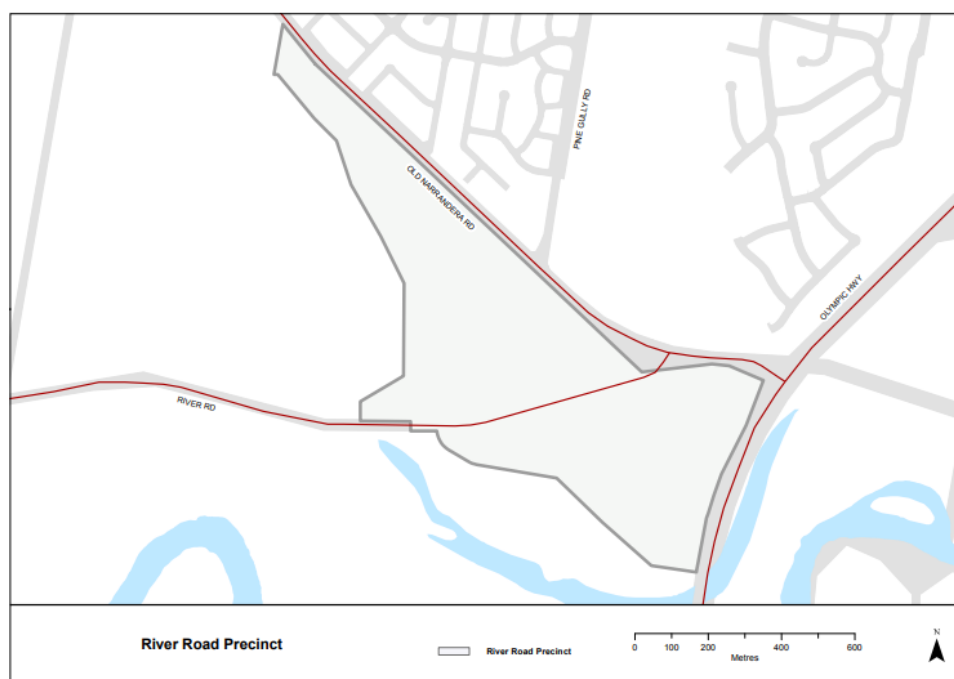 PINE GULLY RD
OLD NARRANDERA RD
OLYMPIC HWY
RIVER RD
River Road Precinct
River Road Precinct
0 100 200 400 600
Metres
N